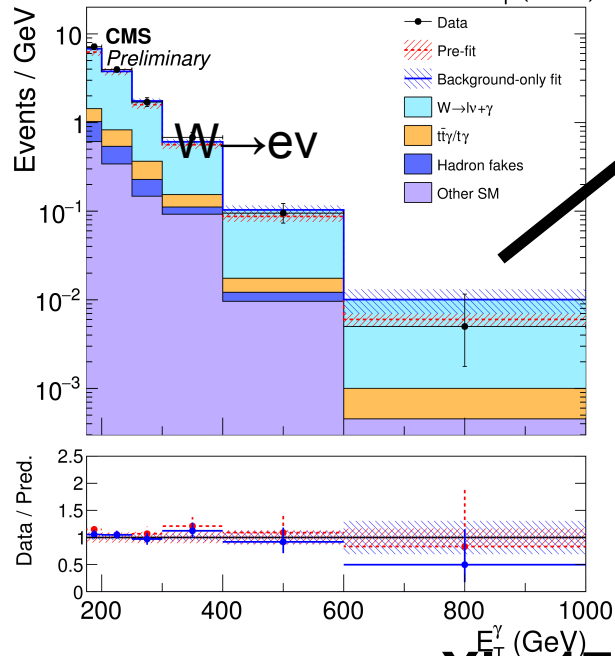 CMS
Preliminary
Data
Pre-fit
Background-only fit
W→lν+γ
tt̄γ/tγ
Hadron fakes
Other SM
W→eν
Events / GeV
10
1
10⁻¹
10⁻²
10⁻³
Data / Pred.
2.5
2
1.5
1
0.5
0
200 400 600 800 1000
E_T^γ (GeV)